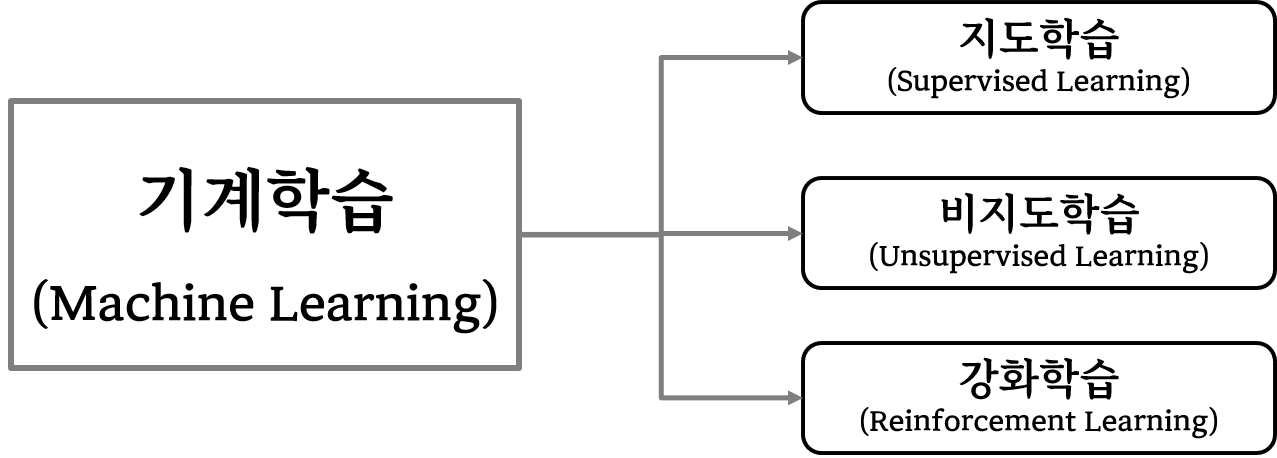 기계학습
(Machine Learning)
지도학습
(Supervised Learning)
비지도학습
(Unsupervised Learning)
강화학습
(Reinforcement Learning)